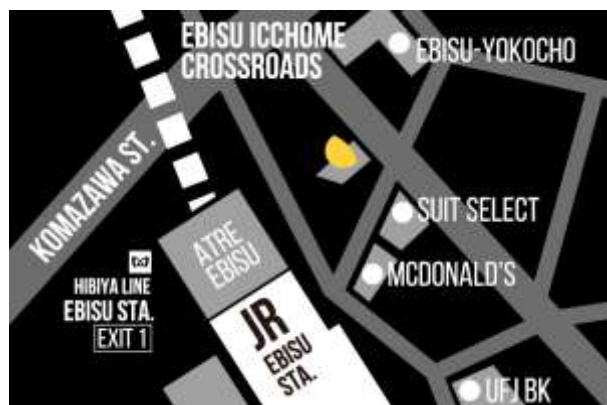 EBISU ICCHOME
CROSSROADS
EBISU-YOKOCHO
KOMAZAWA ST.
SUIT SELECT
ATRE
EBISU
MCDONALD'S
HIBIYA LINE
EBISU STA.
EXIT 1
JR
EBISU
STA.
UFJ BK